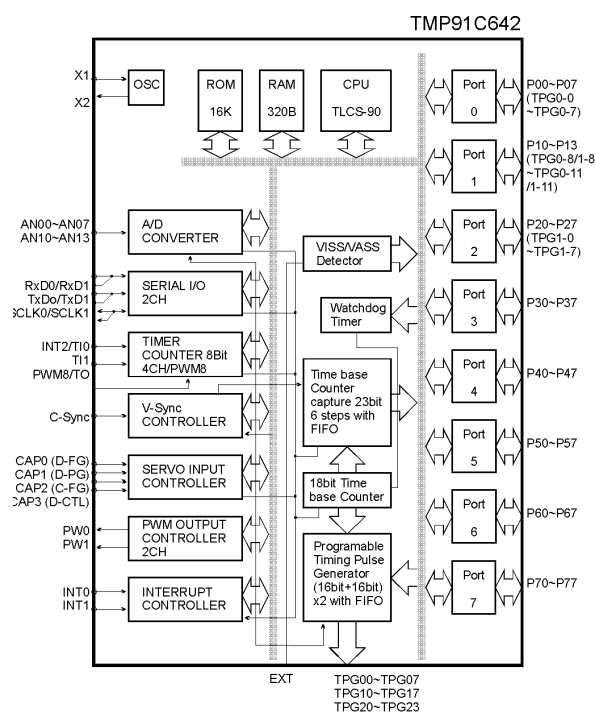 TMP91C642
X1
X2
OSC
ROM
16K
RAM
320B
CPU
TLCS-90
Port
0
P00~P07
(TPG0-0
~TPG0-7)
Port
1
P10~P13
(TPG0-8/1-8
~TPG0-11
/1-11)
AN00~AN07
AN10~AN13
A/D
CONVERTER
VISS/VASS
Detector
Port
2
P20~P27
(TPG1-0
~TPG1-7)
RxD0/RxD1
TxDo/TxD1
SCLK0/SCLK1
SERIAL I/O
2CH
Watchdog
Timer
Port
3
P30~P37
INT2/TI0
TI1
PWM8/TO
TIMER
COUNTER 8Bit
4CH/PWM8
Time base
Counter
capture 23bit
6 steps with
FIFO
Port
4
P40~P47
C-Sync
V-Sync
CONTROLLER
Port
5
P50~P57
CAP0 (D-FG)
CAP1 (D-PG)
CAP2 (C-FG)
CAP3 (D-CTL)
SERVO INPUT
CONTROLLER
18bit Time
base Counter
Port
6
P60~P67
PW0
PW1
PWM OUTPUT
CONTROLLER
2CH
Programable
Timing Pulse
Generator
(16bit+16bit)
x2 with FIFO
Port
7
P70~P77
INT0
INT1
INTERRUPT
CONTROLLER
EXT
TPG00~TPG07
TPG10~TPG17
TPG20~TPG23